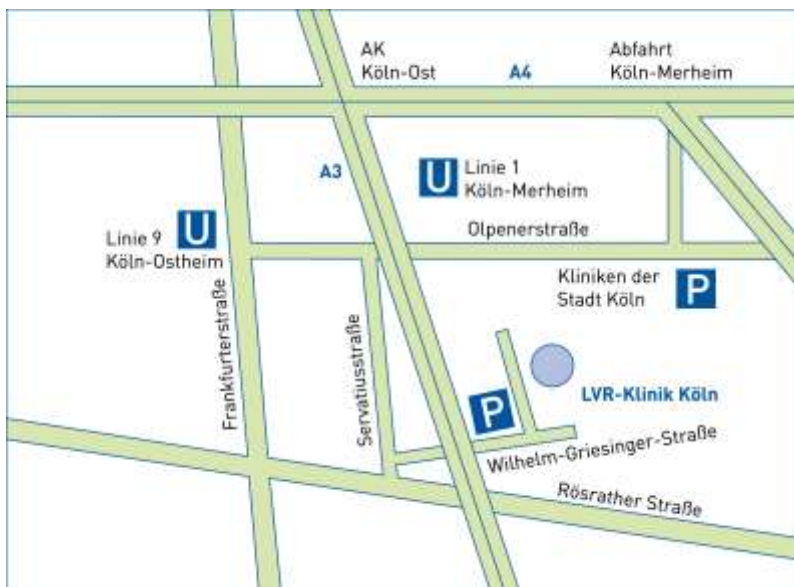 AK
Köln-Ost
A4
Abfahrt
Köln-Merheim
A3
U
Linie 1
Köln-Merheim
Linie 9
Köln-Ostheim
U
Olpenerstraße
Kliniken der
Stadt Köln
P
Frankfurterstraße
Servatiusstraße
P
LVR-Klinik Köln
Wilhelm-Griesinger-Straße
Rösrather Straße